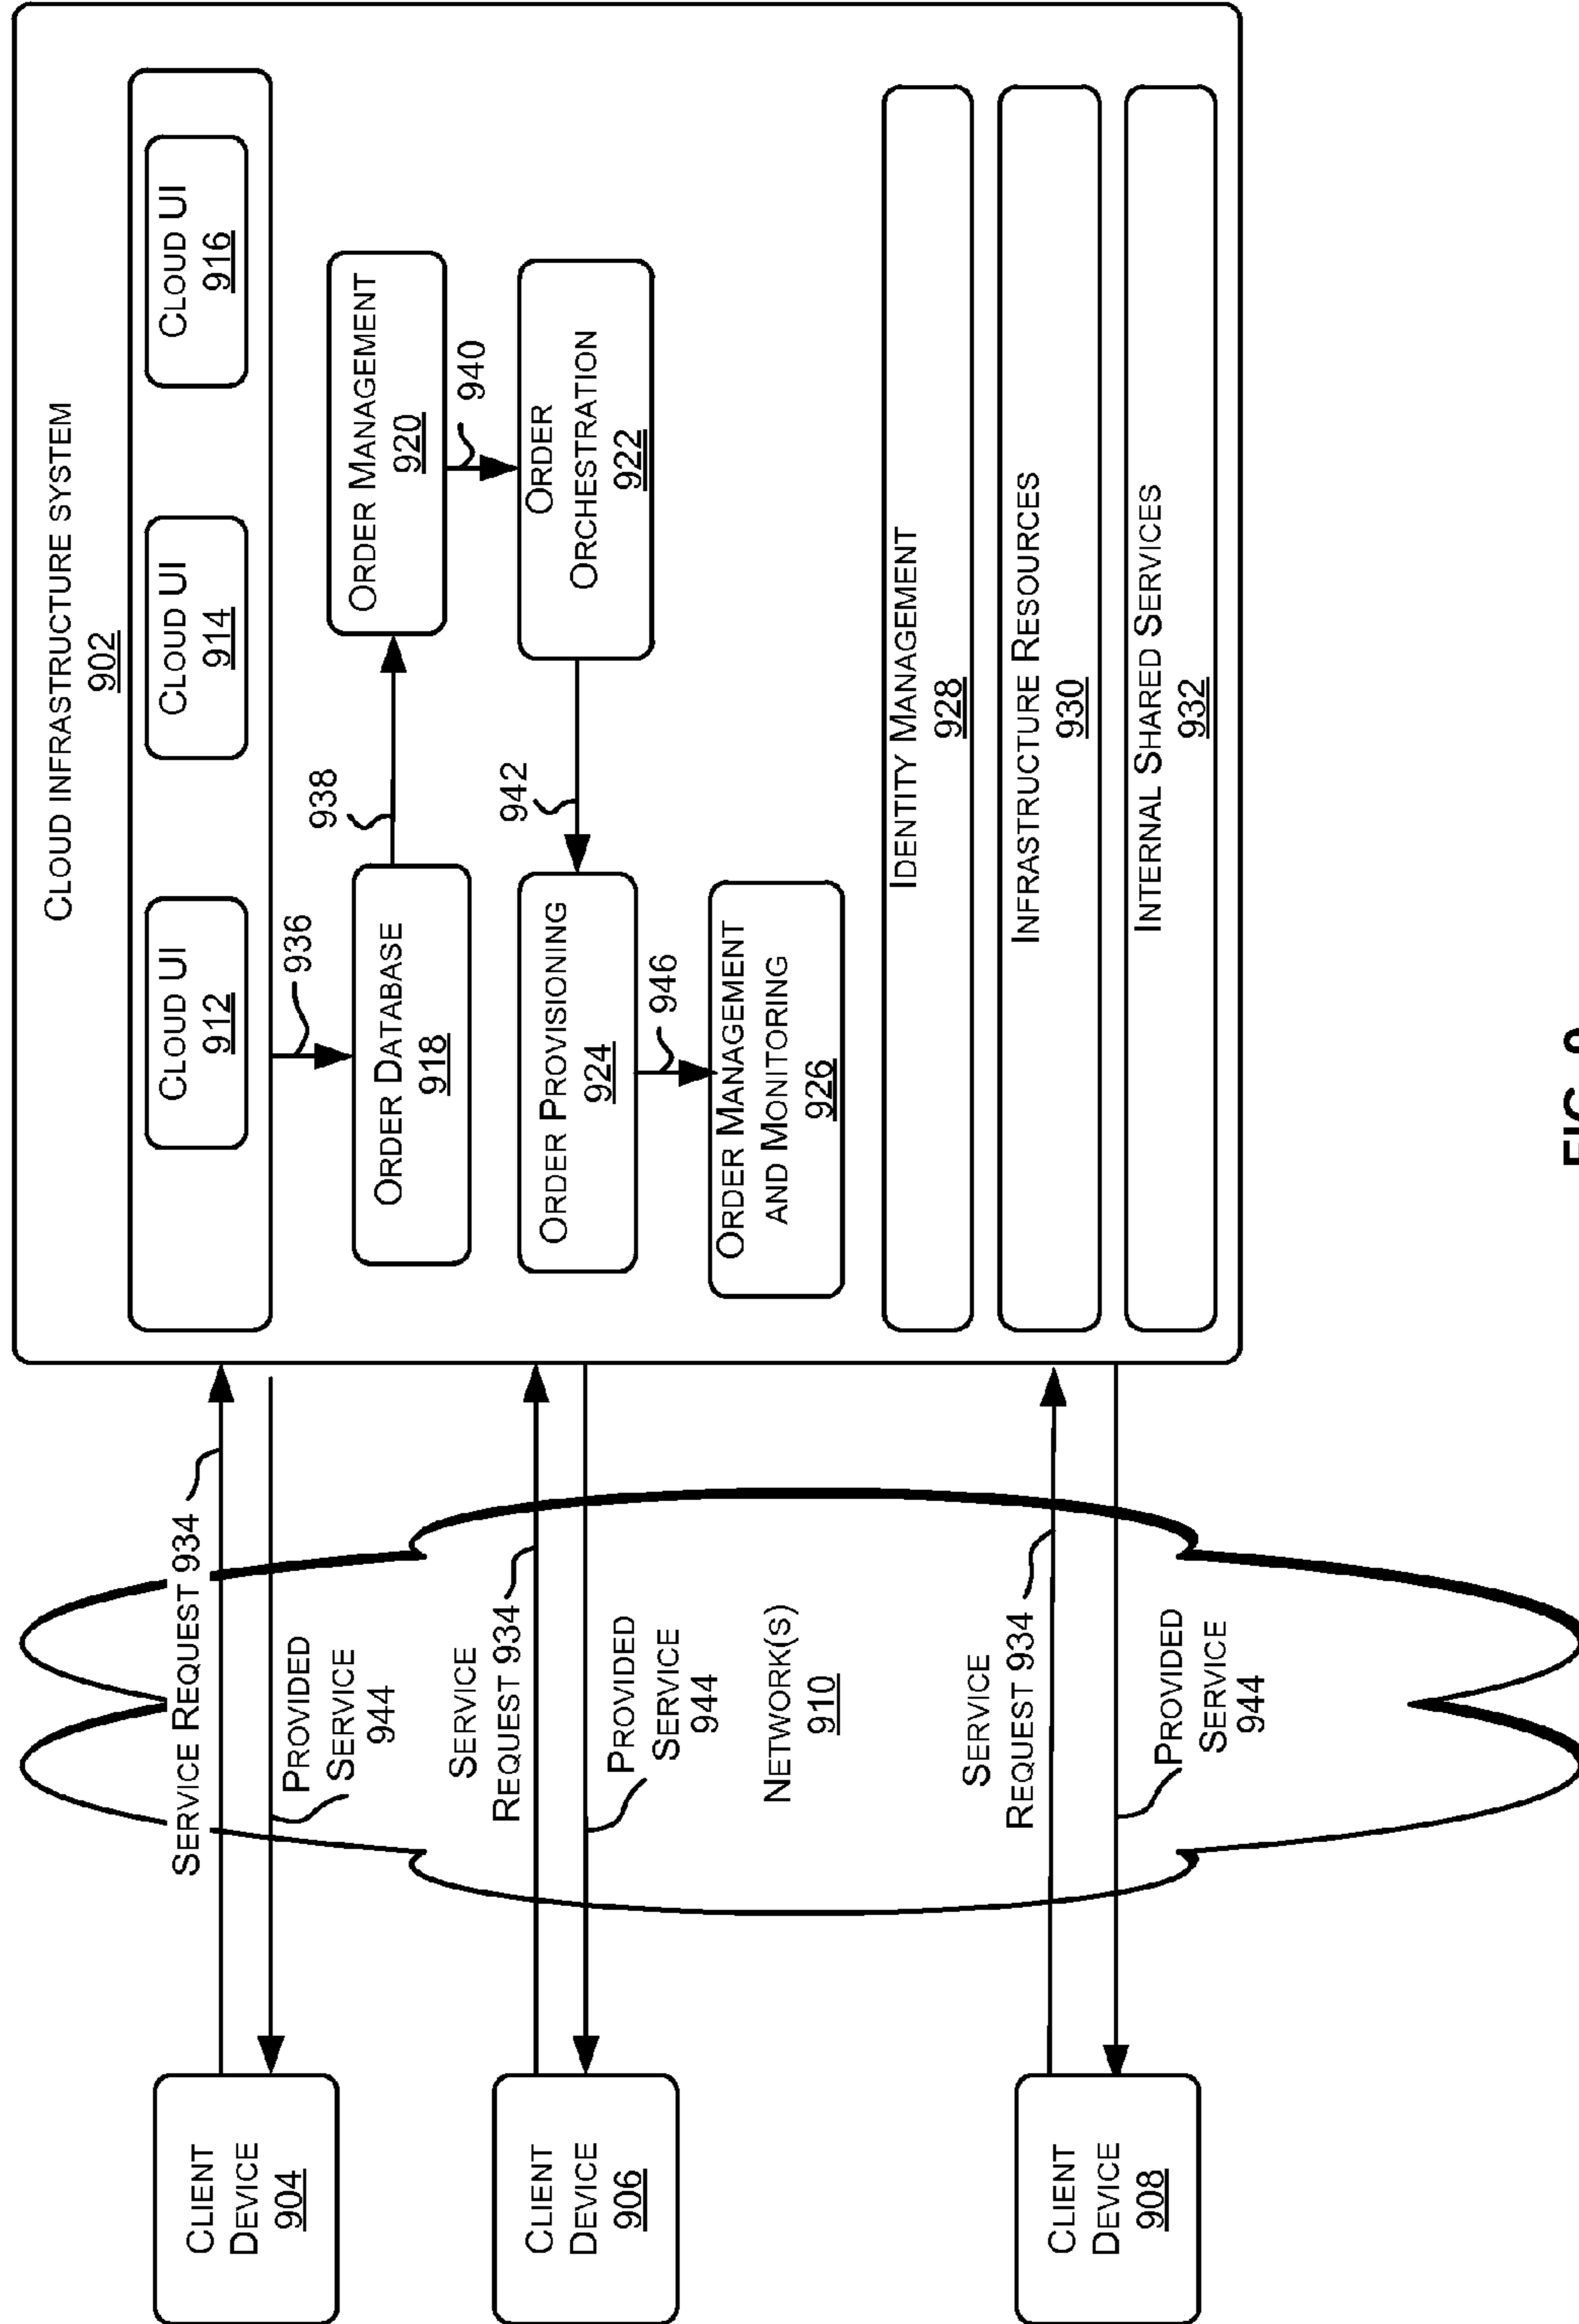 CLOUD INFRASTRUCTURE SYSTEM
902
CLOUD UI
912
CLOUD UI
914
CLOUD UI
916
936
ORDER DATABASE
918
938
ORDER MANAGEMENT
920
940
ORDER
ORCHESTRATION
922
942
ORDER PROVISIONING
924
946
ORDER MANAGEMENT
AND MONITORING
926
IDENTITY MANAGEMENT
928
INFRASTRUCTURE RESOURCES
930
INTERNAL SHARED SERVICES
932
SERVICE REQUEST 934
PROVIDED
SERVICE
944
SERVICE
REQUEST 934
PROVIDED
SERVICE
944
NETWORK(S)
910
SERVICE
REQUEST 934
PROVIDED
SERVICE
944
CLIENT
DEVICE
904
CLIENT
DEVICE
906
CLIENT
DEVICE
908
FIG.